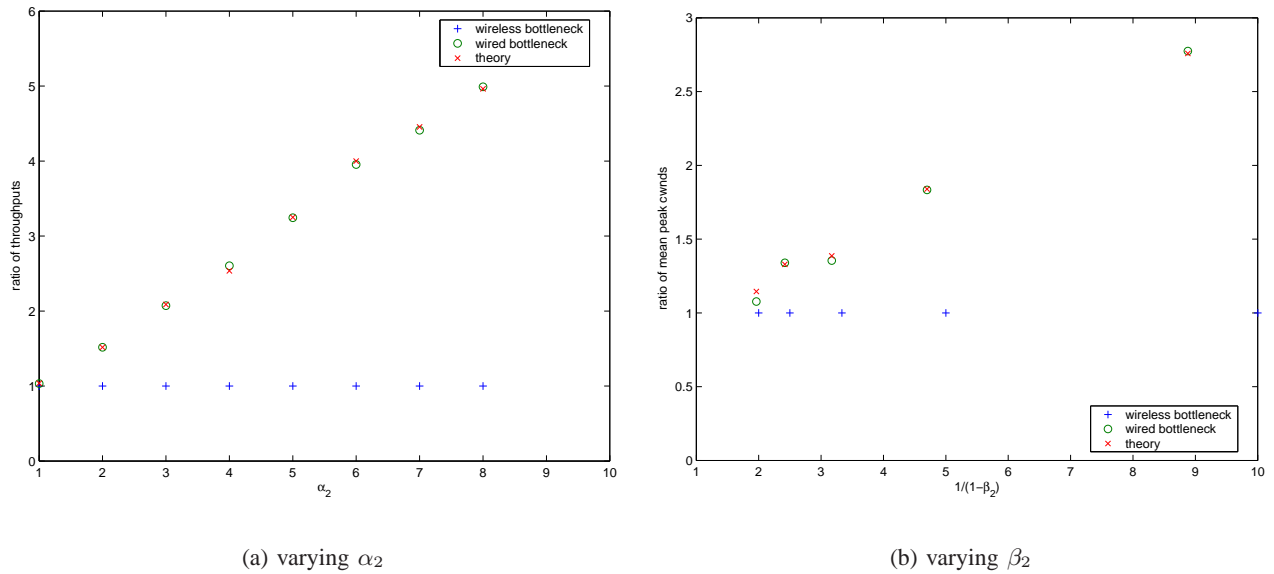 6
5
4
3
2
1
0
1 2 3 4 5 6 7 8 9 10
ratio of throughputs
α2
wireless bottleneck
wired bottleneck
theory
(a) varying α2
3
2.5
2
1.5
1
0.5
0
1 2 3 4 5 6 7 8 9 10
ratio of mean peak cwnds
1/(1−β2)
wireless bottleneck
wired bottleneck
theory
(b) varying β2